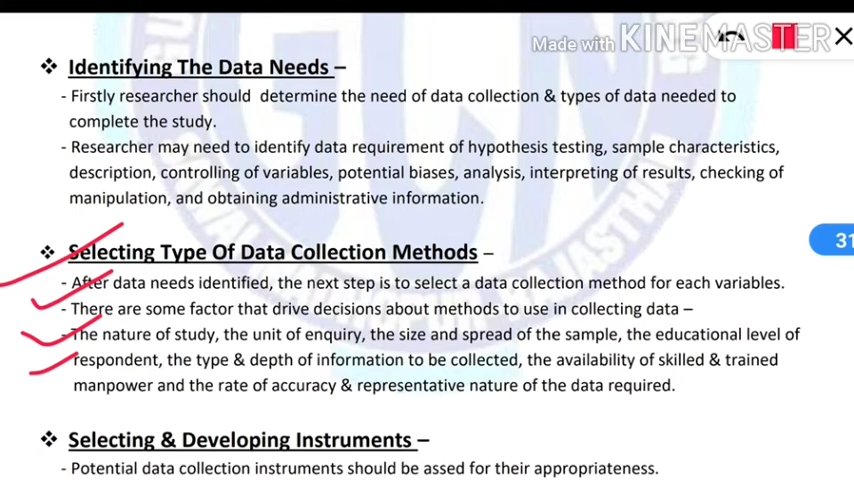 Made with KINEMASTER
❖ Identifying The Data Needs –
- Firstly researcher should determine the need of data collection & types of data needed to
complete the study.
- Researcher may need to identify data requirement of hypothesis testing, sample characteristics,
description, controlling of variables, potential biases, analysis, interpreting of results, checking of
manipulation, and obtaining administrative information.
31
❖ Selecting Type Of Data Collection Methods –
- After data needs identified, the next step is to select a data collection method for each variables.
- There are some factor that drive decisions about methods to use in collecting data –
- The nature of study, the unit of enquiry, the size and spread of the sample, the educational level of
respondent, the type & depth of information to be collected, the availability of skilled & trained
manpower and the rate of accuracy & representative nature of the data required.
❖ Selecting & Developing Instruments –
- Potential data collection instruments should be assed for their appropriateness.